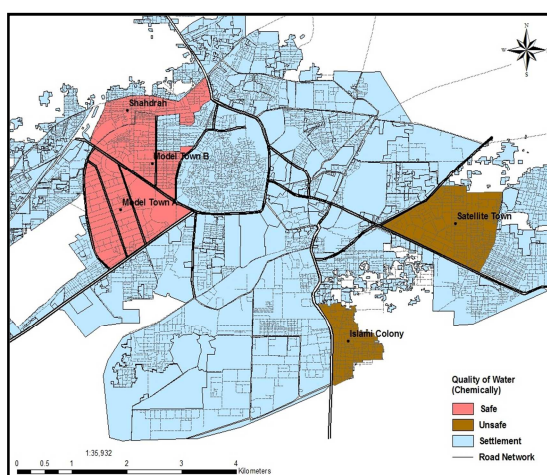 N
W
E
S
Shahdrah
Model Town B
Model Town A
Satellite Town
Islami Colony
Quality of Water
(Chemically)
Safe
Unsafe
Settlement
Road Network
1:35,932
0 0.5 1 2 3 4
Kilometers